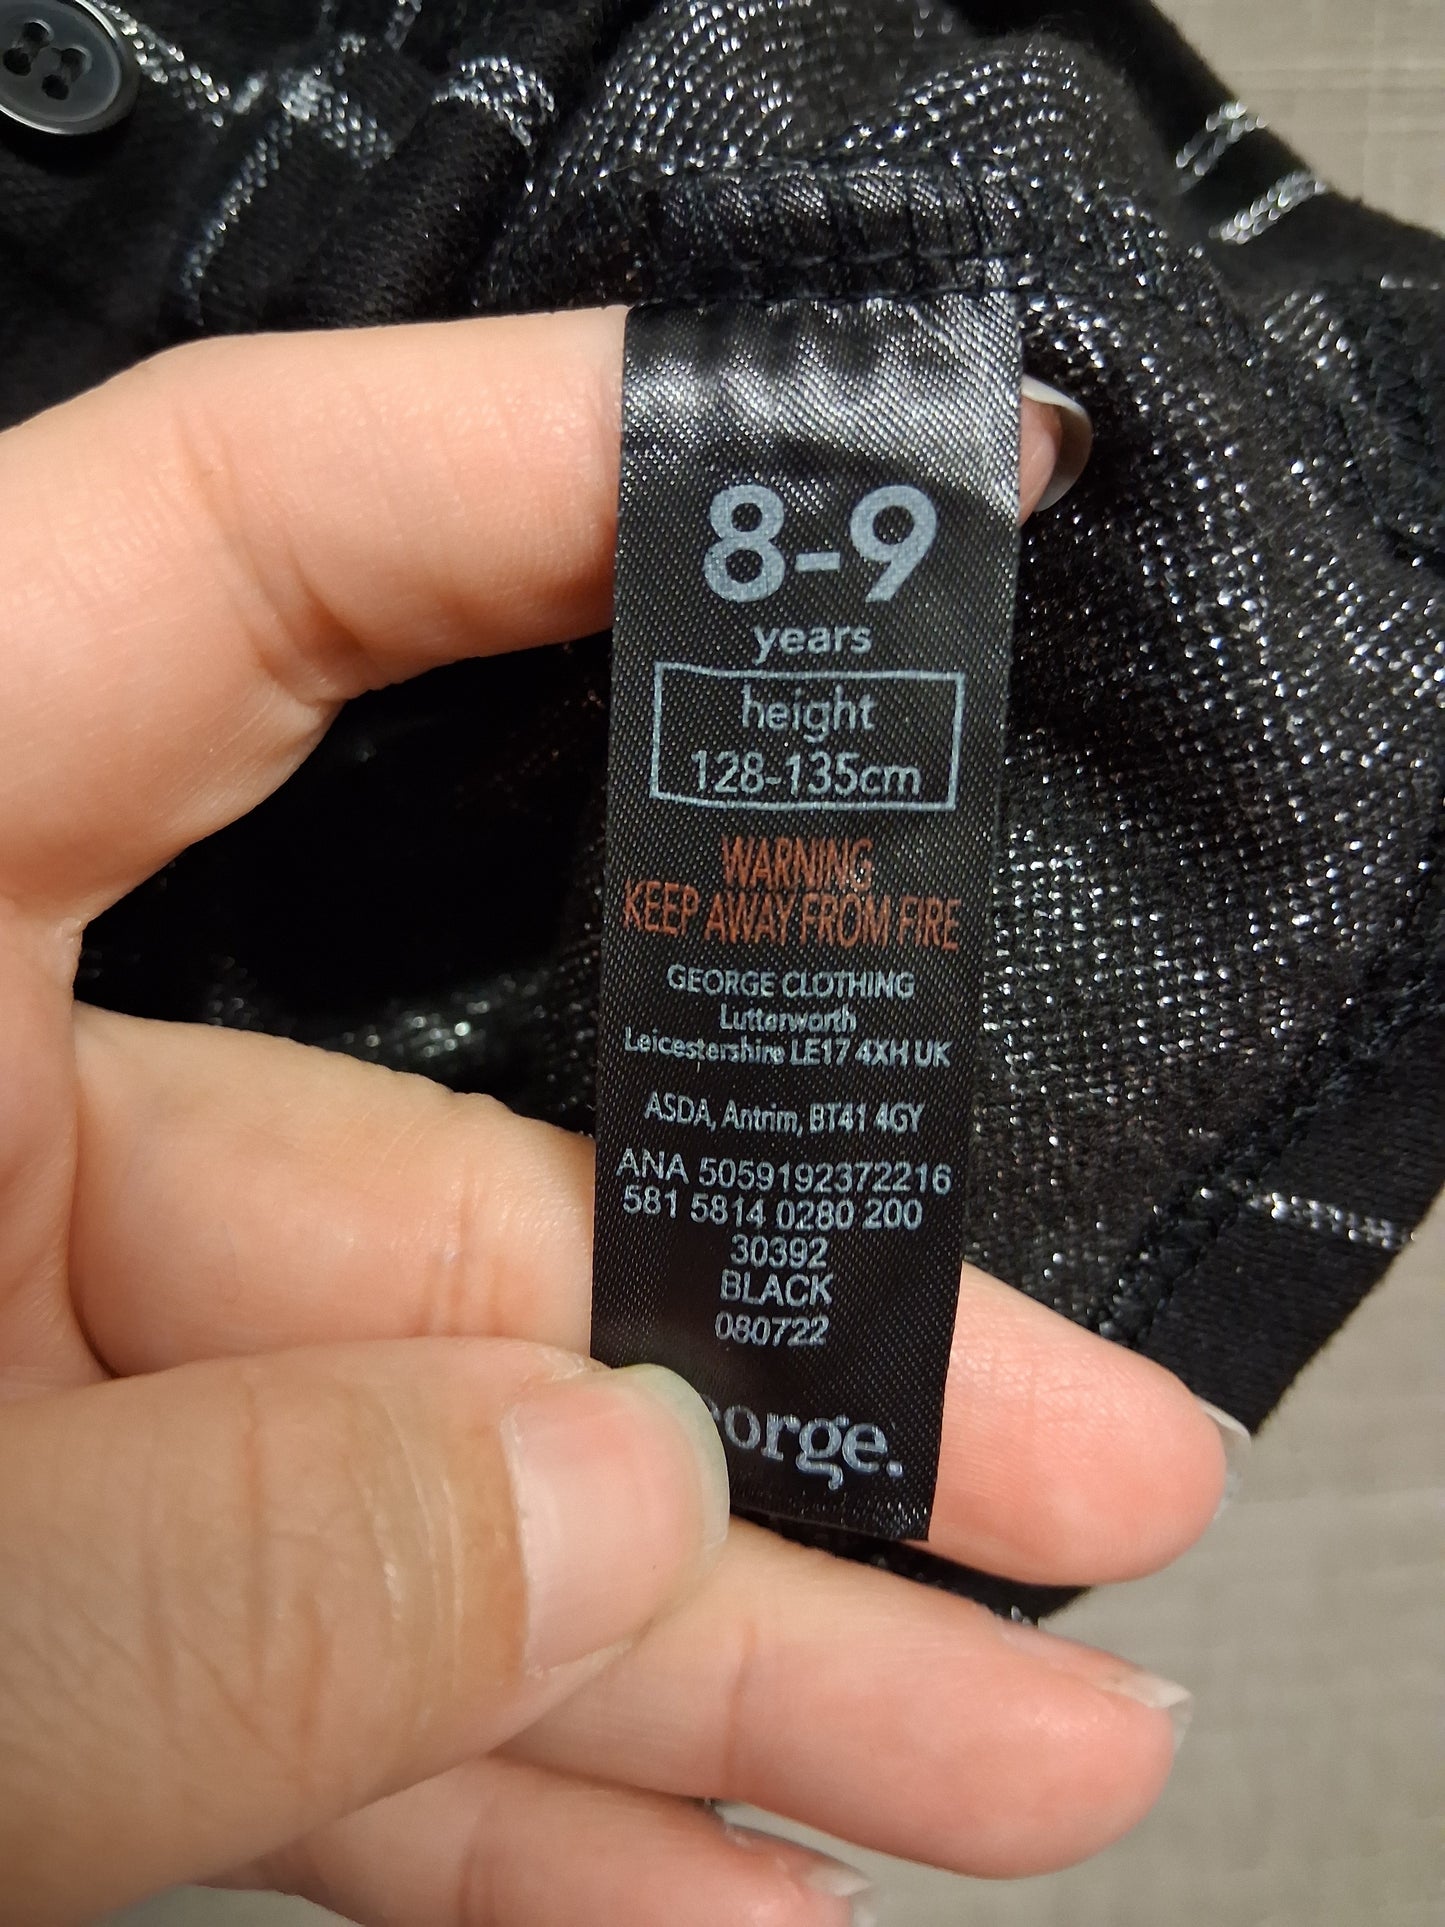 8-9
years
height
128-135cm
WARNING
KEEP AWAY FROM FIRE
GEORGE CLOTHING
Lutterworth
Leicestershire LE17 4XH UK
ASDA, Antrim, BT41 4GY
ANA 5059192372216
581 5814 0280 200
30392
BLACK
080722
eorge.